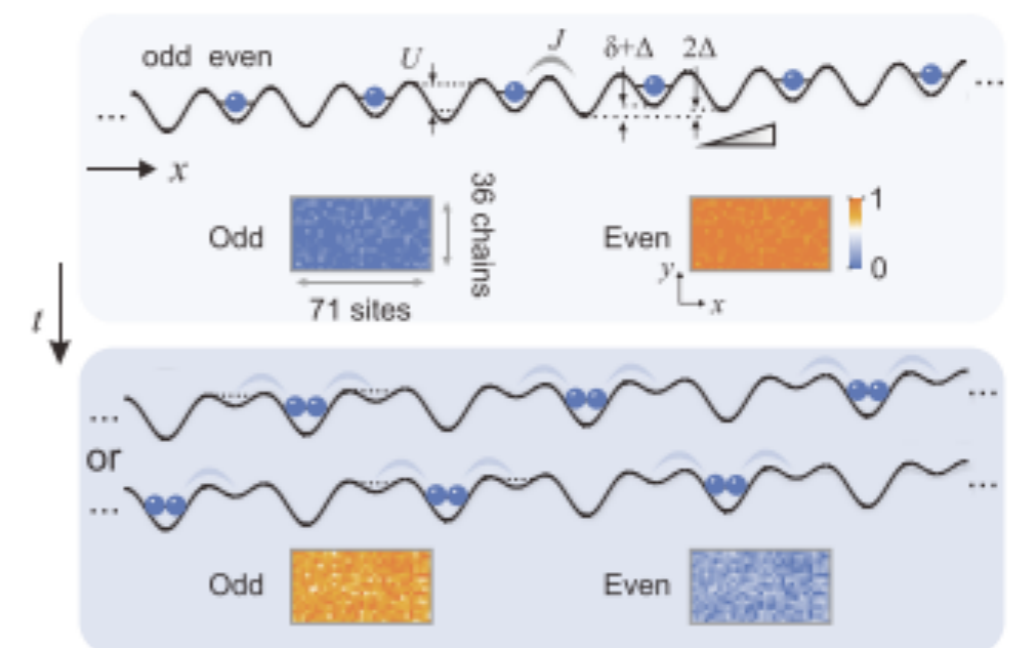 odd even U J δ+Δ 2Δ
...
...
x
Odd
36 chains
71 sites
Even
y
x
1
0
t
...
...
or
...
...
Odd
Even